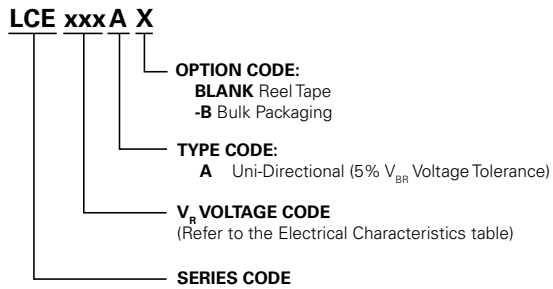 LCE xxx A X
OPTION CODE:
BLANK Reel Tape
-B Bulk Packaging
TYPE CODE:
A Uni-Directional (5% VBR Voltage Tolerance)
VR VOLTAGE CODE
(Refer to the Electrical Characteristics table)
SERIES CODE